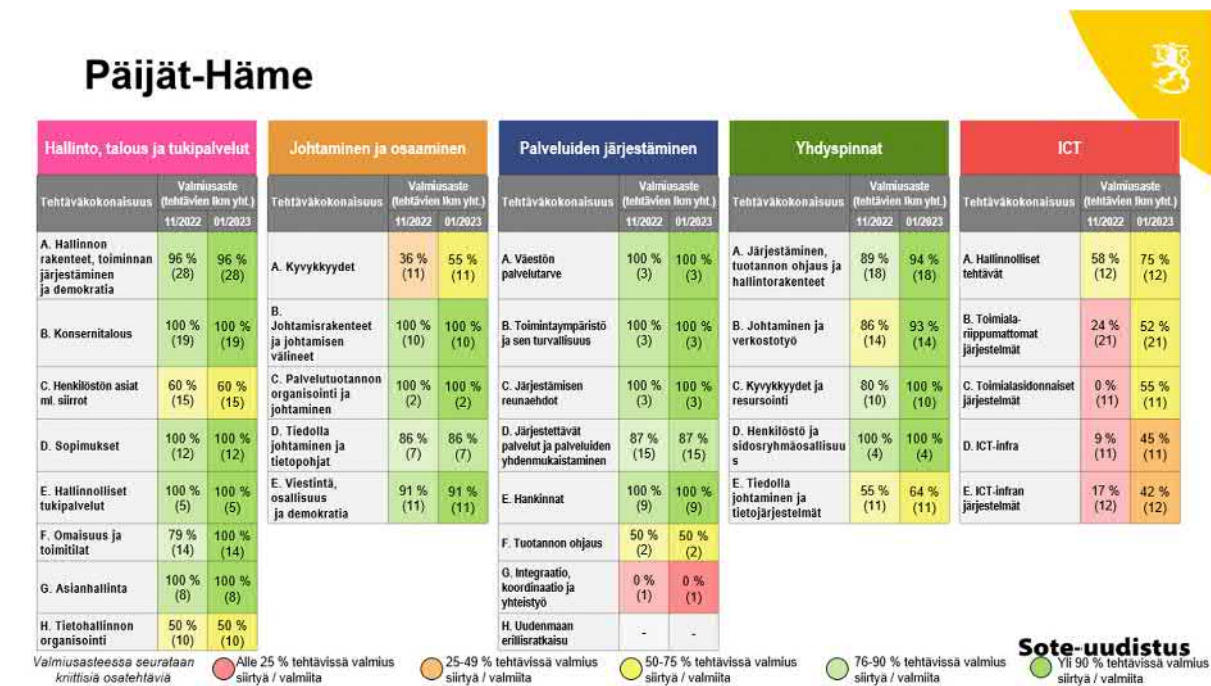 Päijät-Häme
Hallinto, talous ja tukipalvelut
Tehtäväkokonaisuus
Valmiusaste
(tehtävien lkm yht.)
11/2022 01/2023
A. Hallinnon
rakenteet, toiminnan
järjestäminen
ja demokratia
96 % 96 %
(28) (28)
B. Konsernitalous
100 % 100 %
(19) (19)
C. Henkilöstön asiat
ml. siirrot
60 % 60 %
(15) (15)
D. Sopimukset
100 % 100 %
(12) (12)
E. Hallinnolliset
tukipalvelut
100 % 100 %
(5) (5)
F. Omaisuus ja
toimitilat
79 % 100 %
(14) (14)
G. Asianhallinta
100 % 100 %
(8) (8)
H. Tietohallinnon
organisointi
50 % 50 %
(10) (10)
Johtaminen ja osaaminen
Tehtäväkokonaisuus
Valmiusaste
(tehtävien lkm yht.)
11/2022 01/2023
A. Kyvykkyydet
36 % 55 %
(11) (11)
B.
Johtamisrakenteet
ja johtamisen
välineet
100 % 100 %
(10) (10)
C. Palvelutuotannon
organisointi ja
johtaminen
100 % 100 %
(2) (2)
D. Tiedolla
johtaminen ja
tietopohjat
86 % 86 %
(7) (7)
E. Viestintä,
osallisuus
ja demokratia
91 % 91 %
(11) (11)
Palveluiden järjestäminen
Tehtäväkokonaisuus
Valmiusaste
(tehtävien lkm yht.)
11/2022 01/2023
A. Väestön
palvelutarve
100 % 100 %
(3) (3)
B. Toimintaympäristö
ja sen turvallisuus
100 % 100 %
(3) (3)
C. Järjestämisen
reunaehdot
100 % 100 %
(3) (3)
D. Järjestettävät
palvelut ja palveluiden
yhdenmukaistaminen
87 % 87 %
(15) (15)
E. Hankinnat
100 % 100 %
(9) (9)
F. Tuotannon ohjaus
50 % 50 %
(2) (2)
G. Integraatio,
koordinaatio ja
yhteistyö
0 % 0 %
(1) (1)
H. Uudenmaan
erillisratkaisu
- -
Yhdyspinnat
Tehtäväkokonaisuus
Valmiusaste
(tehtävien lkm yht.)
11/2022 01/2023
A. Järjestäminen,
tuotannon ohjaus ja
hallintorakenteet
89 % 94 %
(18) (18)
B. Johtaminen ja
verkostotyö
86 % 93 %
(14) (14)
C. Kyvykkyydet ja
resursointi
80 % 100 %
(10) (10)
D. Henkilöstö ja
sidosryhmäosallisuu
s
100 % 100 %
(4) (4)
E. Tiedolla
johtaminen ja
tietojärjestelmät
55 % 64 %
(11) (11)
ICT
Tehtäväkokonaisuus
Valmiusaste
(tehtävien lkm yht.)
11/2022 01/2023
A. Hallinnolliset
tehtävät
58 % 75 %
(12) (12)
B. Toimiala-
riippumattomat
järjestelmät
24 % 52 %
(21) (21)
C. Toimialasidonnaiset
järjestelmät
0 % 55 %
(11) (11)
D. ICT-infra
9 % 45 %
(11) (11)
E. ICT-infran
järjestelmät
17 % 42 %
(12) (12)
Sote-uudistus
Valmiusasteessa seurataan
kriittisiä osatehtäviä
Alle 25 % tehtävissä valmius
siirtyä / valmiita
25-49 % tehtävissä valmius
siirtyä / valmiita
50-75 % tehtävissä valmius
siirtyä / valmiita
76-90 % tehtävissä valmius
siirtyä / valmiita
Yli 90 % tehtävissä valmius
siirtyä / valmiita